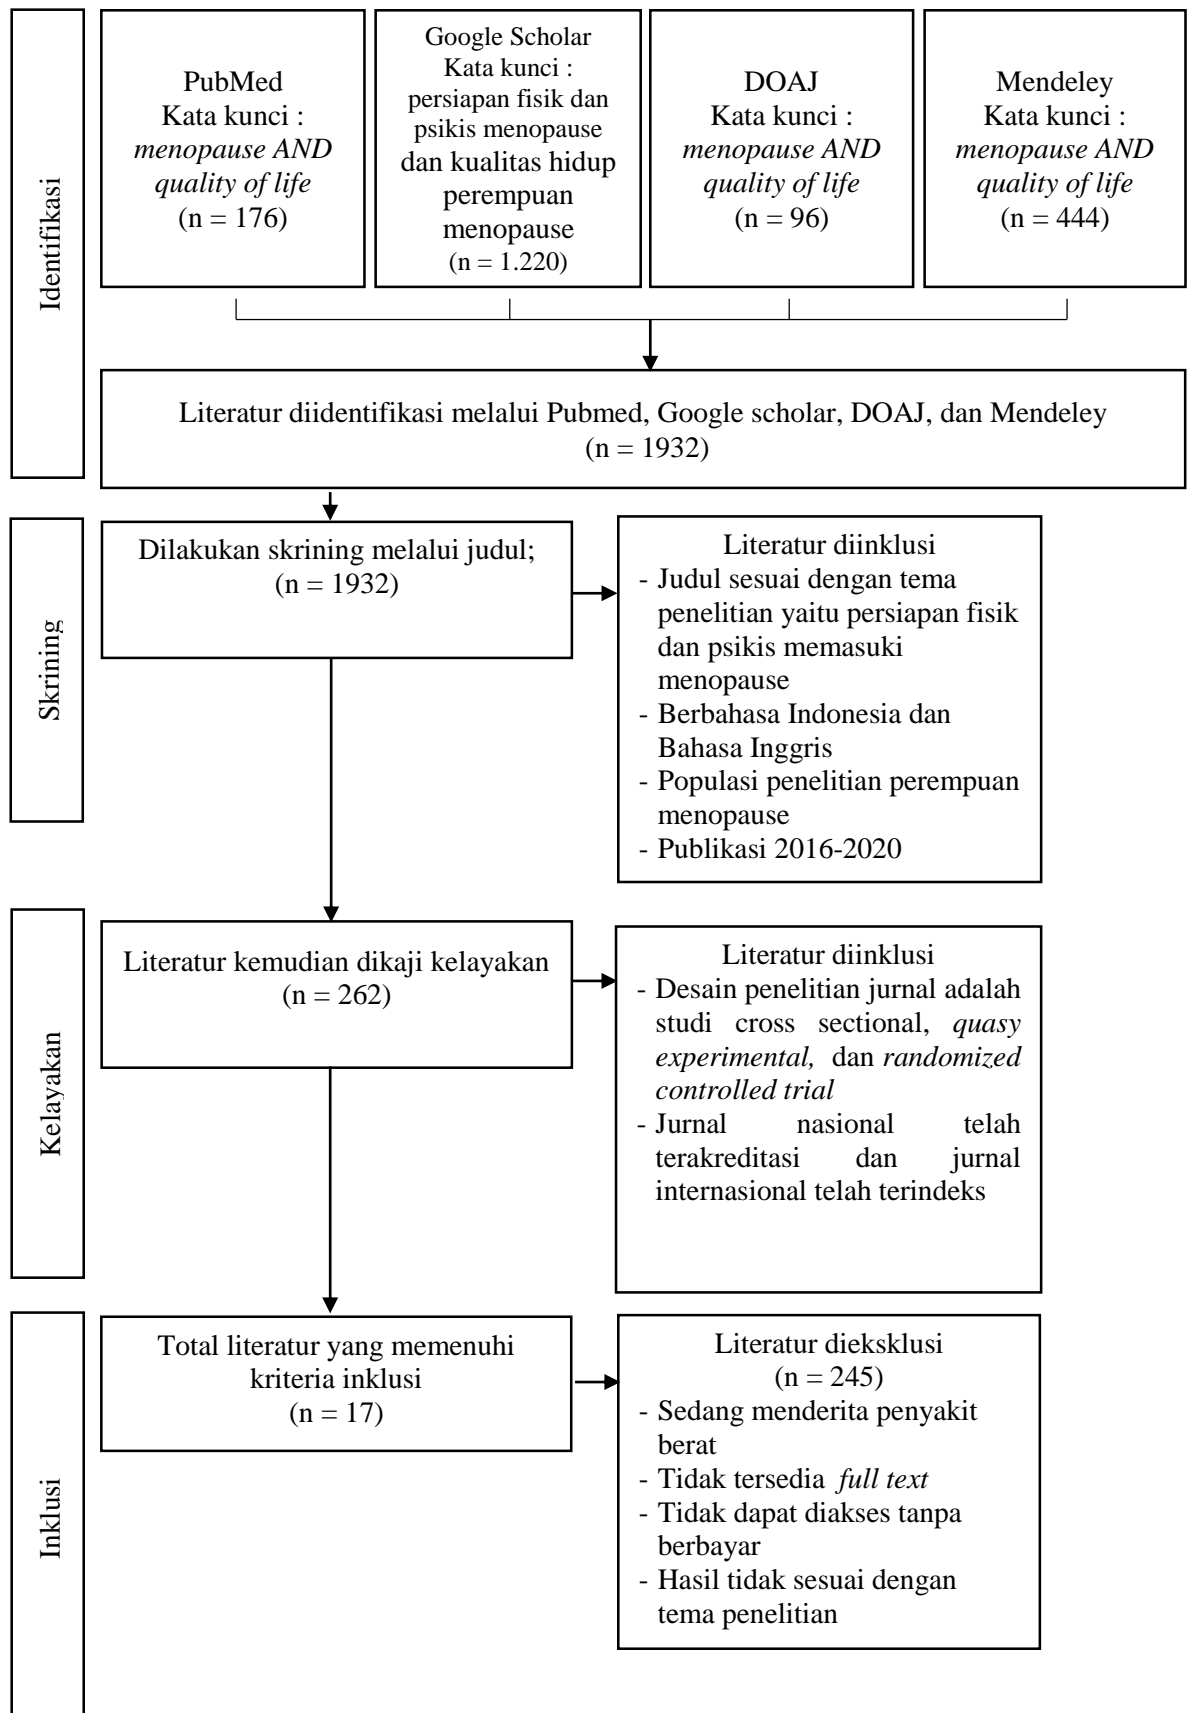 Identifikasi
PubMed
Kata kunci :
menopause AND
quality of life
(n = 176)
Google Scholar
Kata kunci :
persiapan fisik dan
psikis menopause
dan kualitas hidup
perempuan
menopause
(n = 1.220)
DOAJ
Kata kunci :
menopause AND
quality of life
(n = 96)
Mendeley
Kata kunci :
menopause AND
quality of life
(n = 444)
Literatur diidentifikasi melalui Pubmed, Google scholar, DOAJ, dan Mendeley
(n = 1932)
Skrining
Dilakukan skrining melalui judul;
(n = 1932)
Literatur diinklusi
- Judul sesuai dengan tema
penelitian yaitu persiapan fisik
dan psikis memasuki
menopause
- Berbahasa Indonesia dan
Bahasa Inggris
- Populasi penelitian perempuan
menopause
- Publikasi 2016-2020
Kelayakan
Literatur kemudian dikaji kelayakan
(n = 262)
Literatur diinklusi
- Desain penelitian jurnal adalah
studi cross sectional, quasy
experimental, dan randomized
controlled trial
- Jurnal nasional telah
terakreditasi dan jurnal
internasional telah terindeks
Inklusi
Total literatur yang memenuhi
kriteria inklusi
(n = 17)
Literatur dieksklusi
(n = 245)
- Sedang menderita penyakit
berat
- Tidak tersedia full text
- Tidak dapat diakses tanpa
berbayar
- Hasil tidak sesuai dengan
tema penelitian